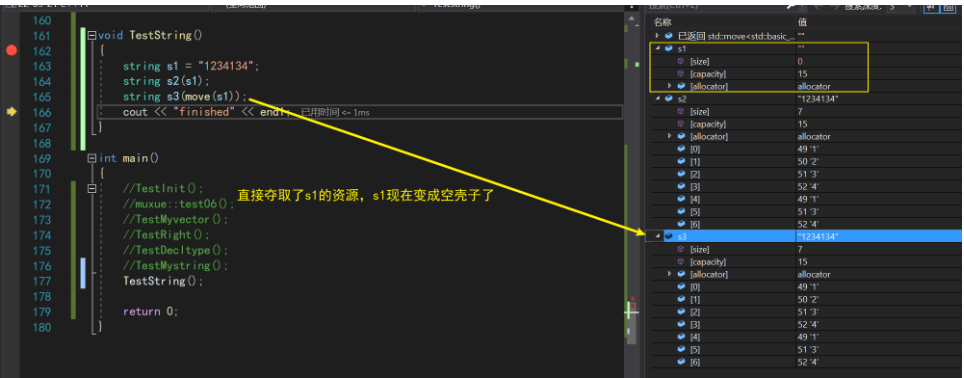 160
161 void TestString()
162 {
163 string s1 = "1234134";
164 string s2(s1);
165 string s3(move(s1));
166 cout << "finished" << endl; 已用时间 <= 1ms
167 }
168
169 int main()
170 {
171 //TestInit();
172 //muxue::test06();
173 //TestMyvector();
174 //TestRight();
175 //TestDecltype();
176 //TestMystring();
177 TestString();
178
179 return 0;
180 }
直接夺取了s1的资源，s1现在变成空壳子了
名称 值
已返回 std::move<std::basic_... ""
s1 ""
[size] 0
[capacity] 15
[allocator] allocator
s2 "1234134"
[size] 7
[capacity] 15
[allocator] allocator
[0] 49 '1'
[1] 50 '2'
[2] 51 '3'
[3] 52 '4'
[4] 49 '1'
[5] 51 '3'
[6] 52 '4'
s3 "1234134"
[size] 7
[capacity] 15
[allocator] allocator
[0] 49 '1'
[1] 50 '2'
[2] 51 '3'
[3] 52 '4'
[4] 49 '1'
[5] 51 '3'
[6] 52 '4'